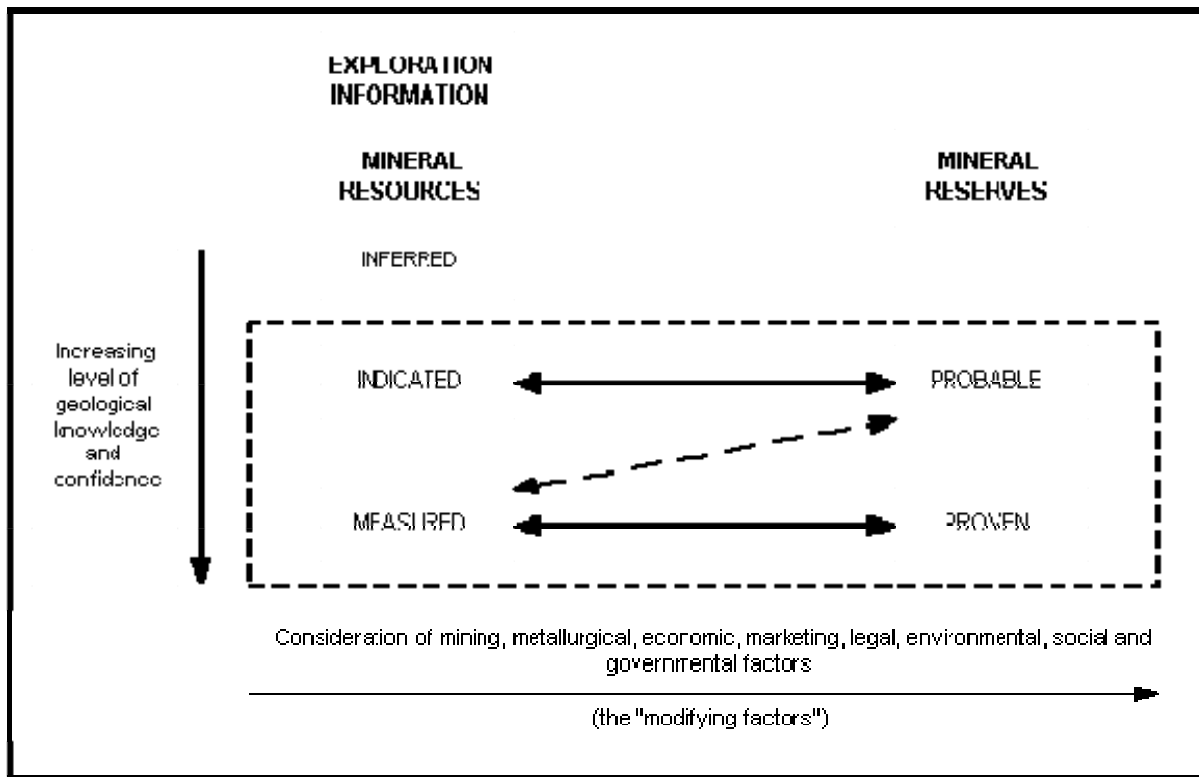 EXPLORATION
INFORMATION
MINERAL
RESOURCES
MINERAL
RESERVES
INFERRED
Increasing
level of
geological
knowledge
and
confidence
INDICATED
PROBABLE
MEASURED
PROVEN
Consideration of mining, metallurgical, economic, marketing, legal, environmental, social and
governmental factors
(the "modifying factors")